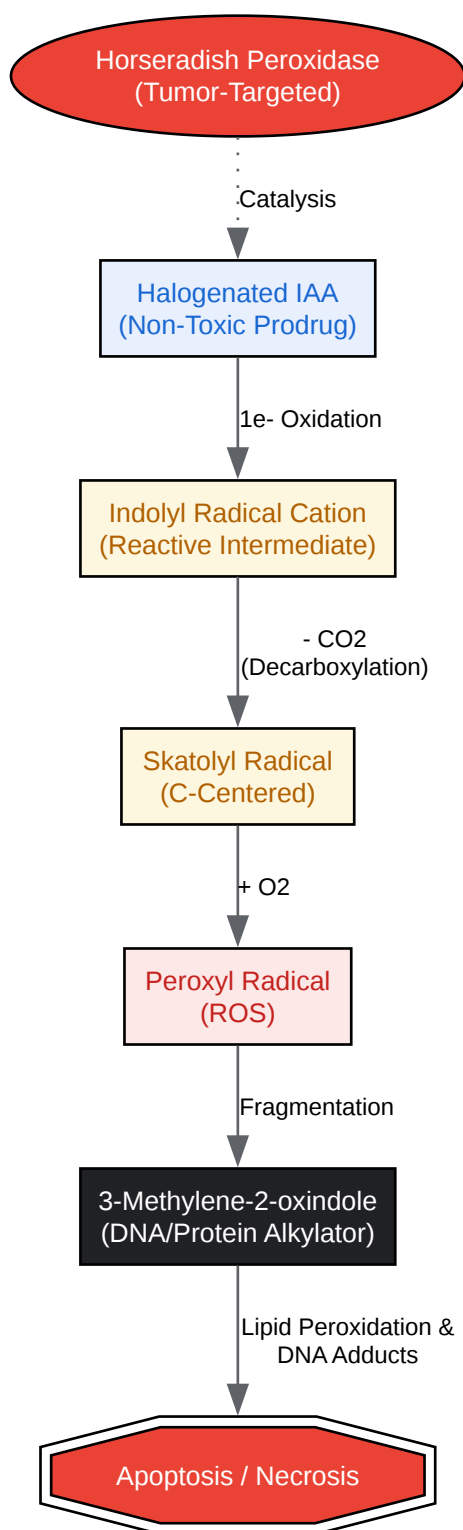 Horseradish Peroxidase
(Tumor-Targeted)
Catalysis
Halogenated IAA
(Non-Toxic Prodrug)
1e- Oxidation
Indolyl Radical Cation
(Reactive Intermediate)
- CO2
(Decarboxylation)
Skatolyl Radical
(C-Centered)
+ O2
Peroxyl Radical
(ROS)
Fragmentation
3-Methylene-2-oxindole
(DNA/Protein Alkylator)
Lipid Peroxidation &
DNA Adducts
Apoptosis / Necrosis